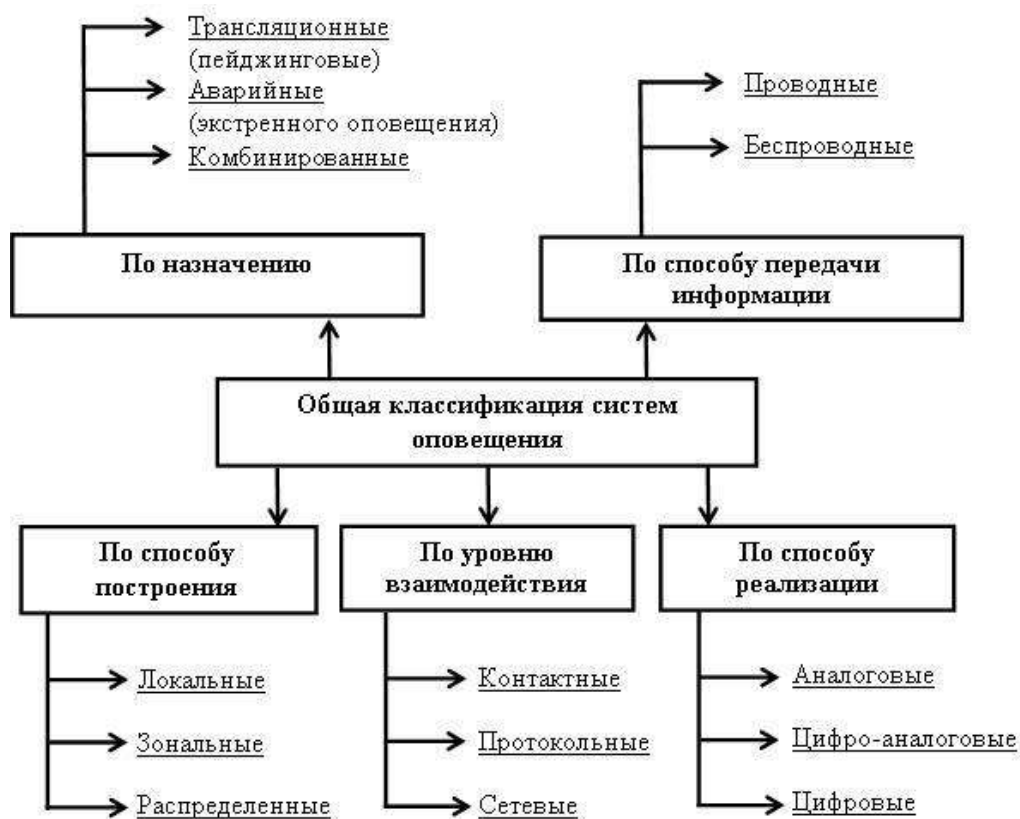 Трансляционные
(пейджинговые)
Аварийные
(экстренного оповещения)
Комбинированные
Проводные
Беспроводные
По назначению
По способу передачи
информации
Общая классификация систем
оповещения
По способу
построения
По уровню
взаимодействия
По способу
реализации
Локальные
Зональные
Распределенные
Контактные
Протокольные
Сетевые
Аналоговые
Цифро-аналоговые
Цифровые